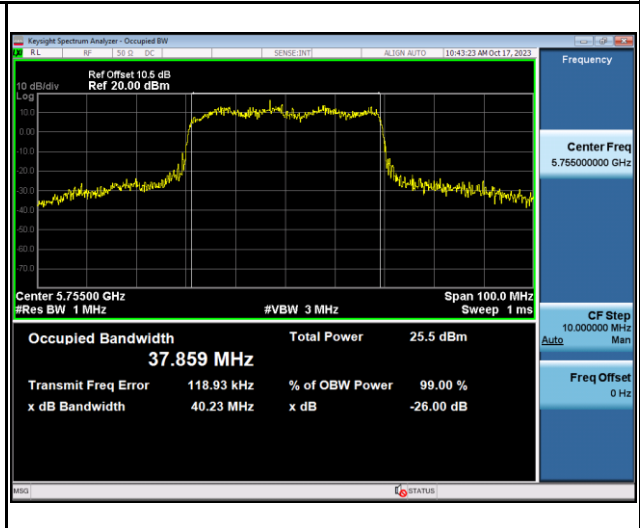 Keysight Spectrum Analyzer - Occupied BW
RL RF 50 Ω DC SENSE:INT ALIGN AUTO 10:43:23 AM Oct 17, 2023
Frequency
Ref Offset 10.5 dB
10 dB/div Ref 20.00 dBm
Log
10.0
0.00
-10.0
-20.0
-30.0
-40.0
-50.0
-60.0
-70.0
Center Freq
5.755000000 GHz
Center 5.75500 GHz Span 100.0 MHz
#Res BW 1 MHz #VBW 3 MHz Sweep 1 ms
CF Step
10.000000 MHz
Auto Man
Occupied Bandwidth Total Power 25.5 dBm
37.859 MHz
Transmit Freq Error 118.93 kHz % of OBW Power 99.00 %
x dB Bandwidth 40.23 MHz x dB -26.00 dB
Freq Offset
0 Hz
MSG STATUS